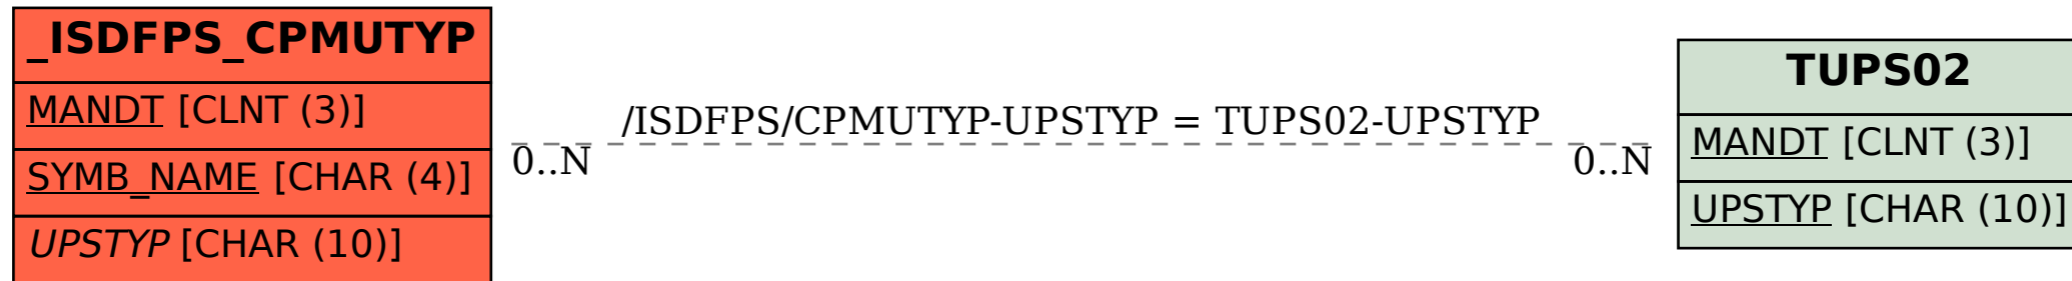 _ISDFPS_CPMUTYP
MANDT [CLNT (3)]
SYMB_NAME [CHAR (4)]
UPSTYP [CHAR (10)]
/ISDFPS/CPMUTYP-UPSTYP = TUPS02-UPSTYP
0..N
0..N
TUPS02
MANDT [CLNT (3)]
UPSTYP [CHAR (10)]